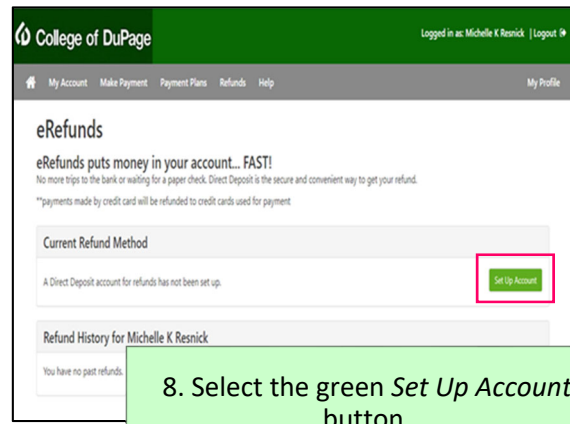 College of DuPage
Logged in as: Michelle K Resnick | Logout
My Account Make Payment Payment Plans Refunds Help My Profile
eRefunds
eRefunds puts money in your account... FAST!
No more trips to the bank or waiting for a paper check. Direct Deposit is the secure and convenient way to get your refund.
**payments made by credit card will be refunded to credit cards used for payment
Current Refund Method
A Direct Deposit account for refunds has not been set up.
Set Up Account
Refund History for Michelle K Resnick
You have no past refunds.
8. Select the green Set Up Account
button